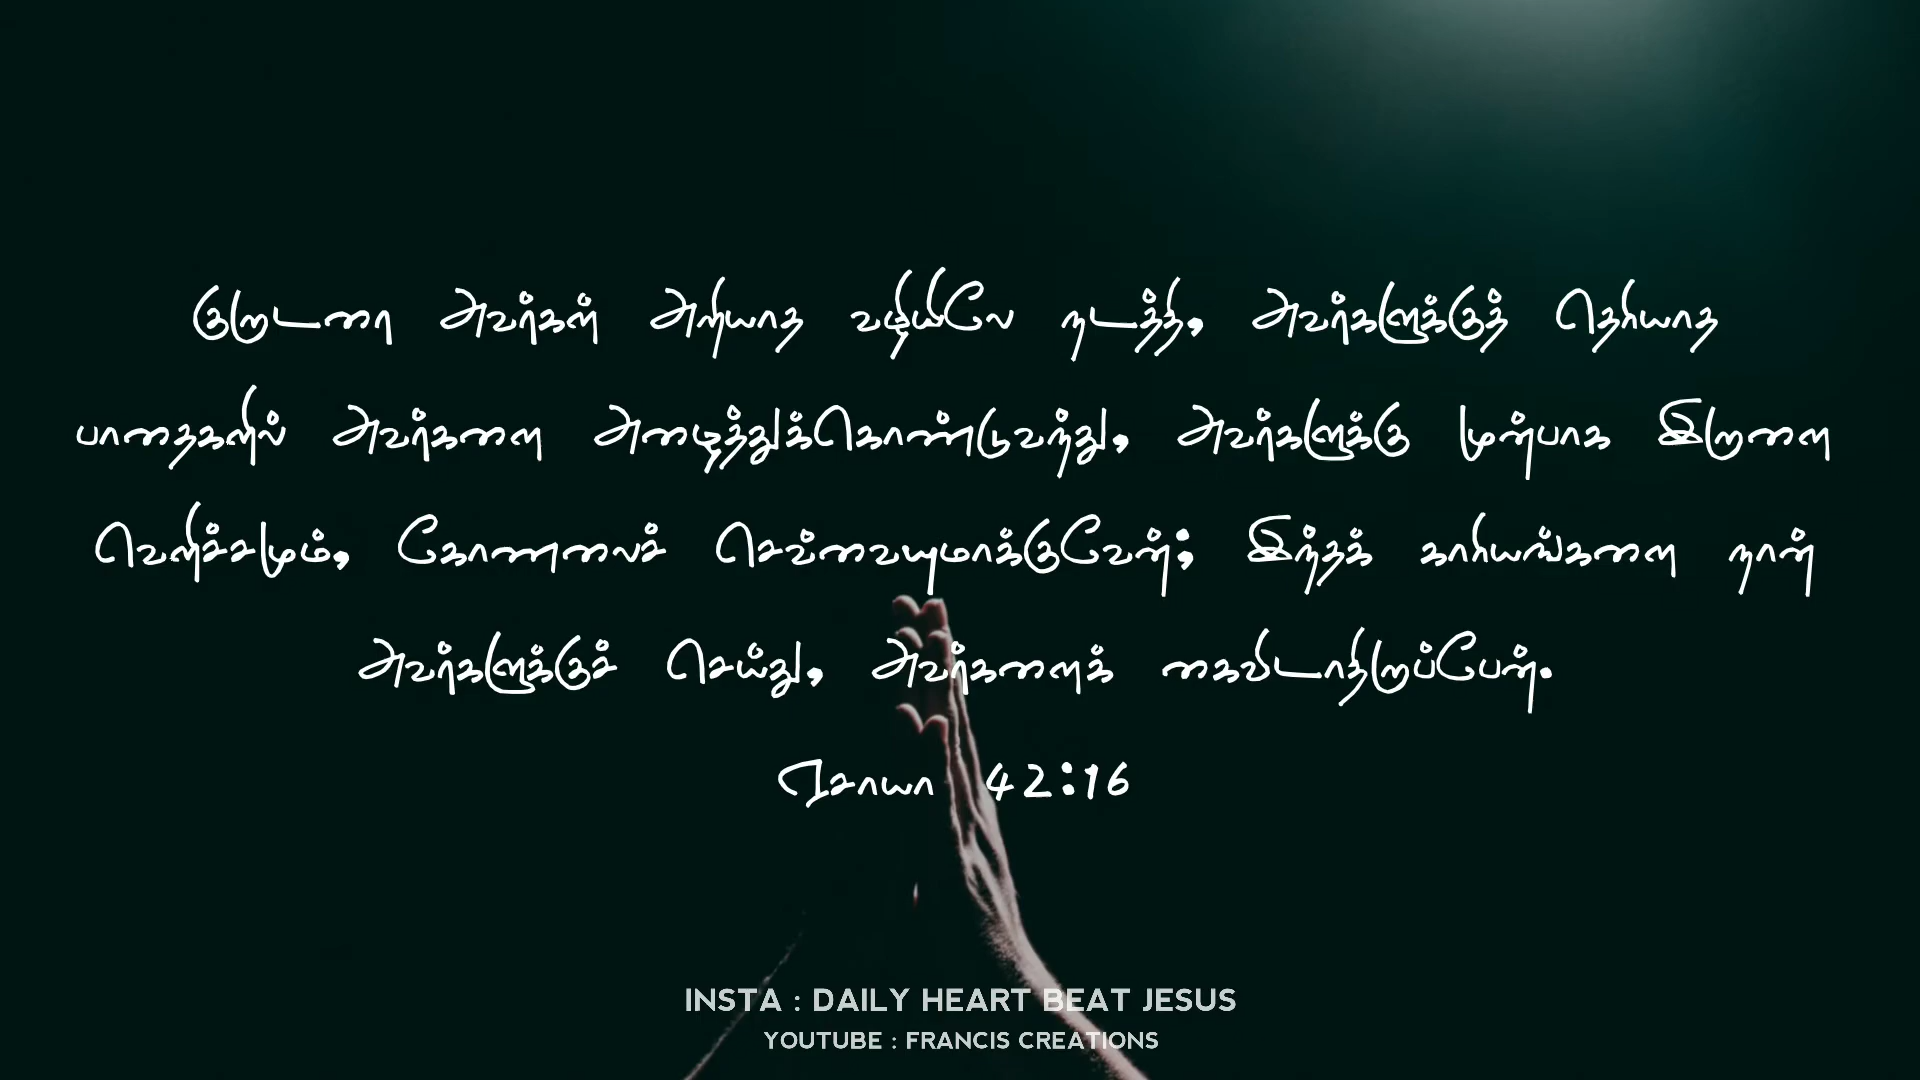 குருடரை அவர்கள் அறியாத வழியிலே நடத்தி, அவர்களுக்குத் தெரியாத
பாதைகளில் அவர்களை அழைத்துக்கொண்டுவந்து, அவர்களுக்கு முன்பாக இருளை
வெளிச்சமும், கோணலைச் செவ்வையுமாக்குவேன்; இந்தக் காரியங்களை நான்
அவர்களுக்குச் செய்து, அவர்களைக் கைவிடாதிருப்பேன்.
ஏசாயா 42:16
INSTA : DAILY HEART BEAT JESUS
YOUTUBE : FRANCIS CREATIONS